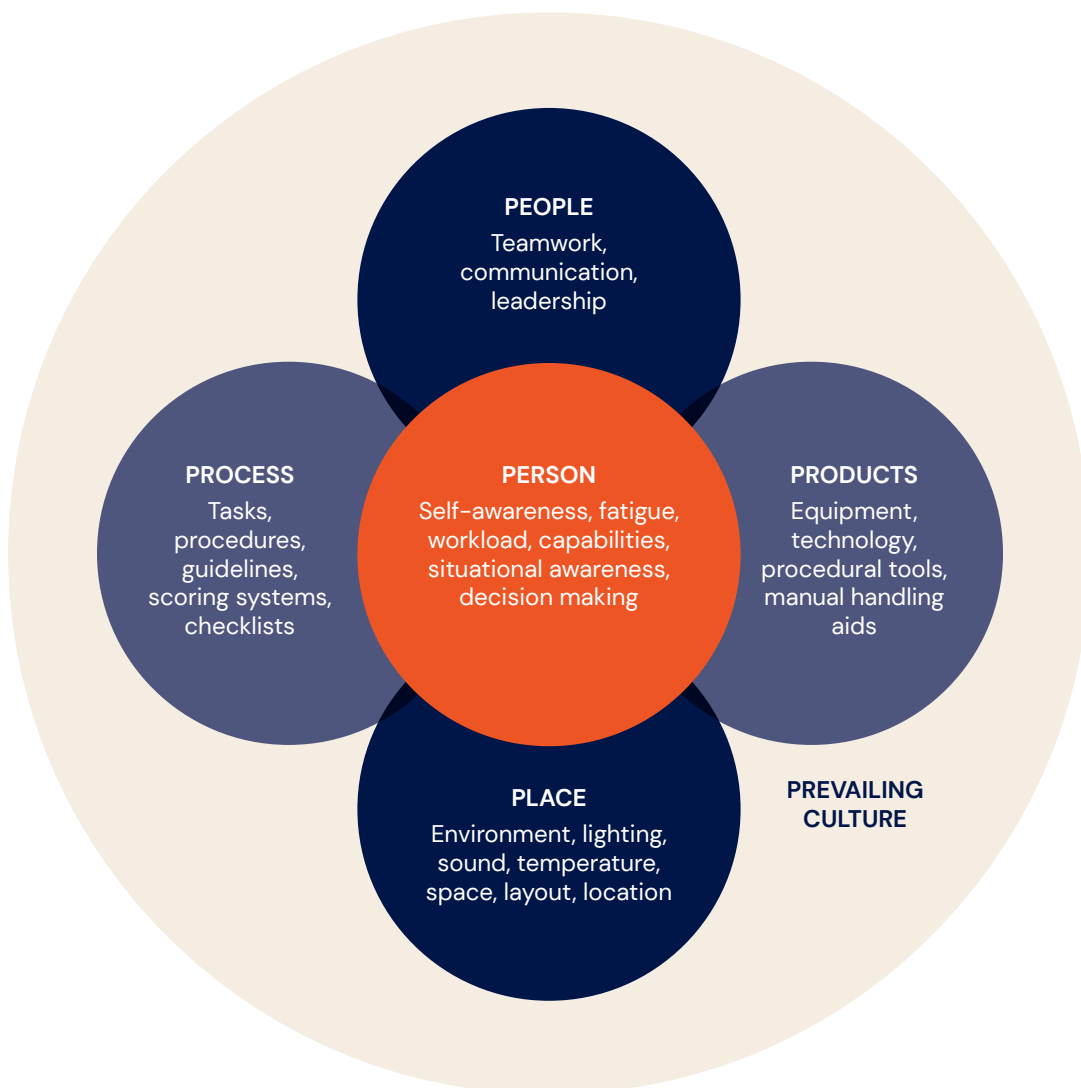 PEOPLE
Teamwork,
communication,
leadership
PROCESS
Tasks,
procedures,
guidelines,
scoring systems,
checklists
PERSON
Self-awareness, fatigue,
workload, capabilities,
situational awareness,
decision making
PRODUCTS
Equipment,
technology,
procedural tools,
manual handling
aids
PLACE
Environment, lighting,
sound, temperature,
space, layout, location
PREVAILING
CULTURE